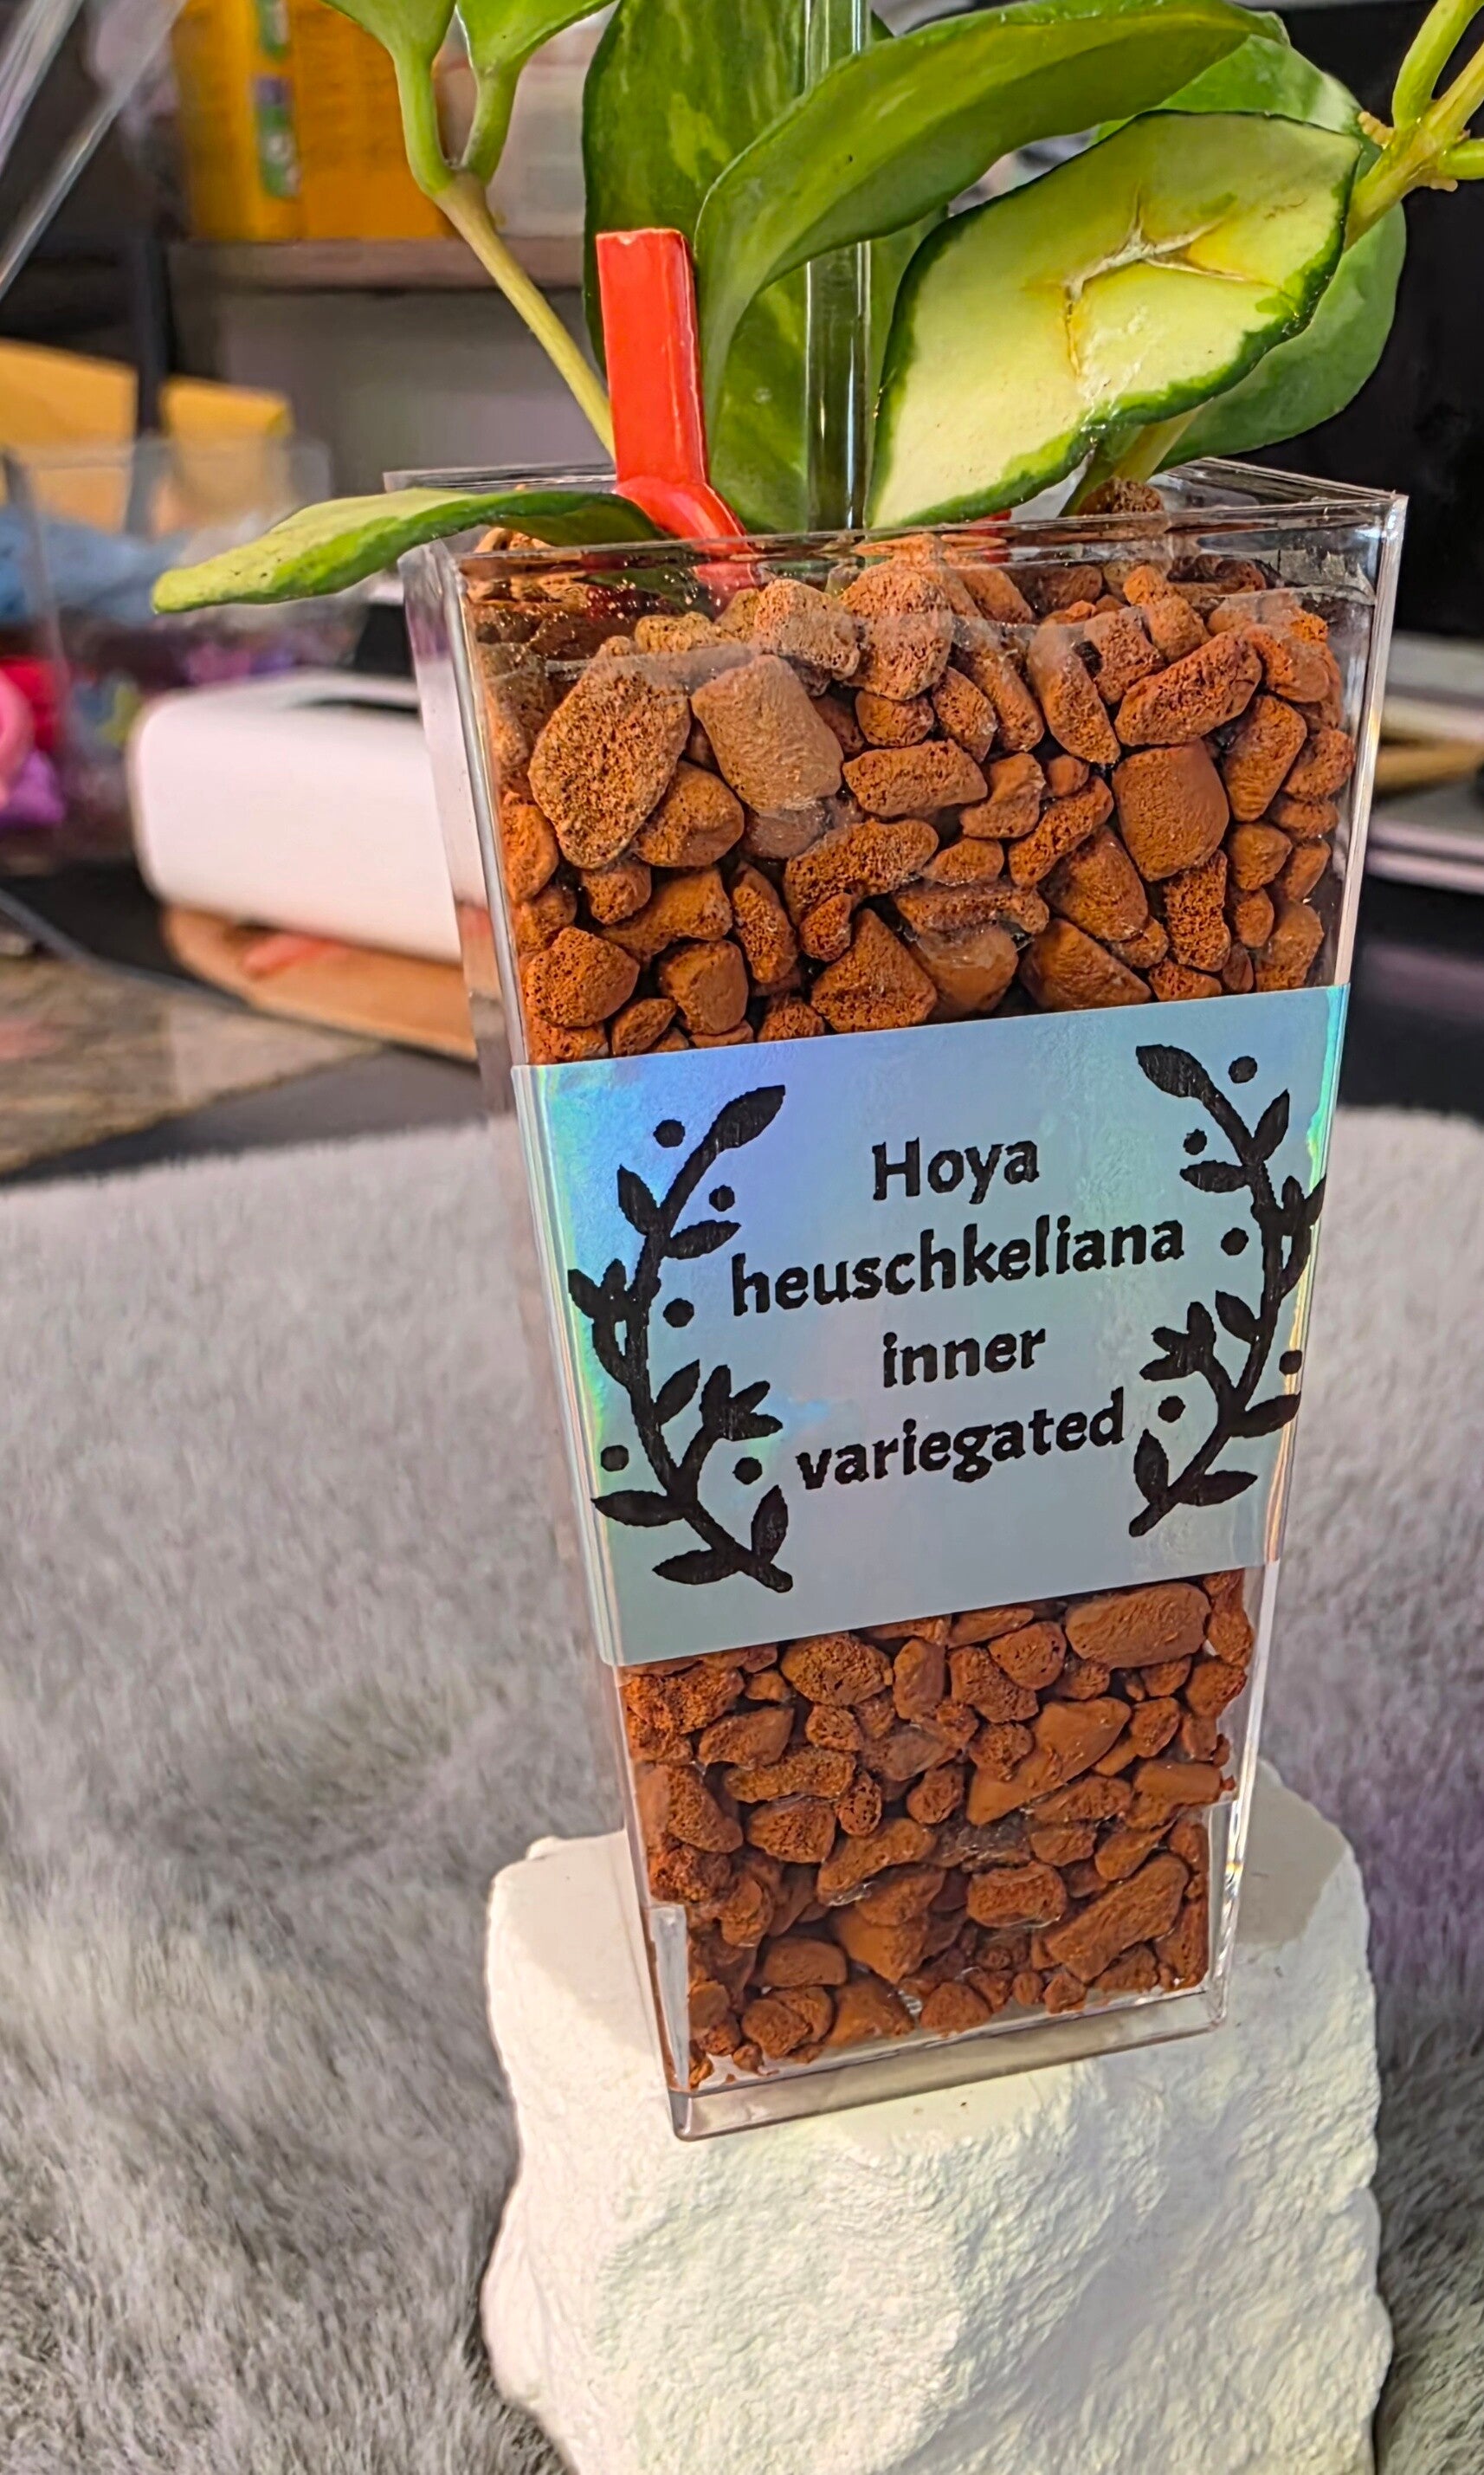 Hoya
heuschkeliana
inner
variegated